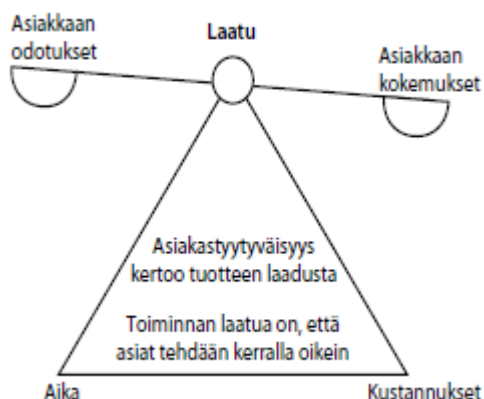 Asiakkaan
odotukset
Laatu
Asiakkaan
kokemukset
Asiakastyytyväisyys
kertoo tuotteen laadusta
Toiminnan laatua on, että
asiat tehdään kerralla oikein
Aika
Kustannukset